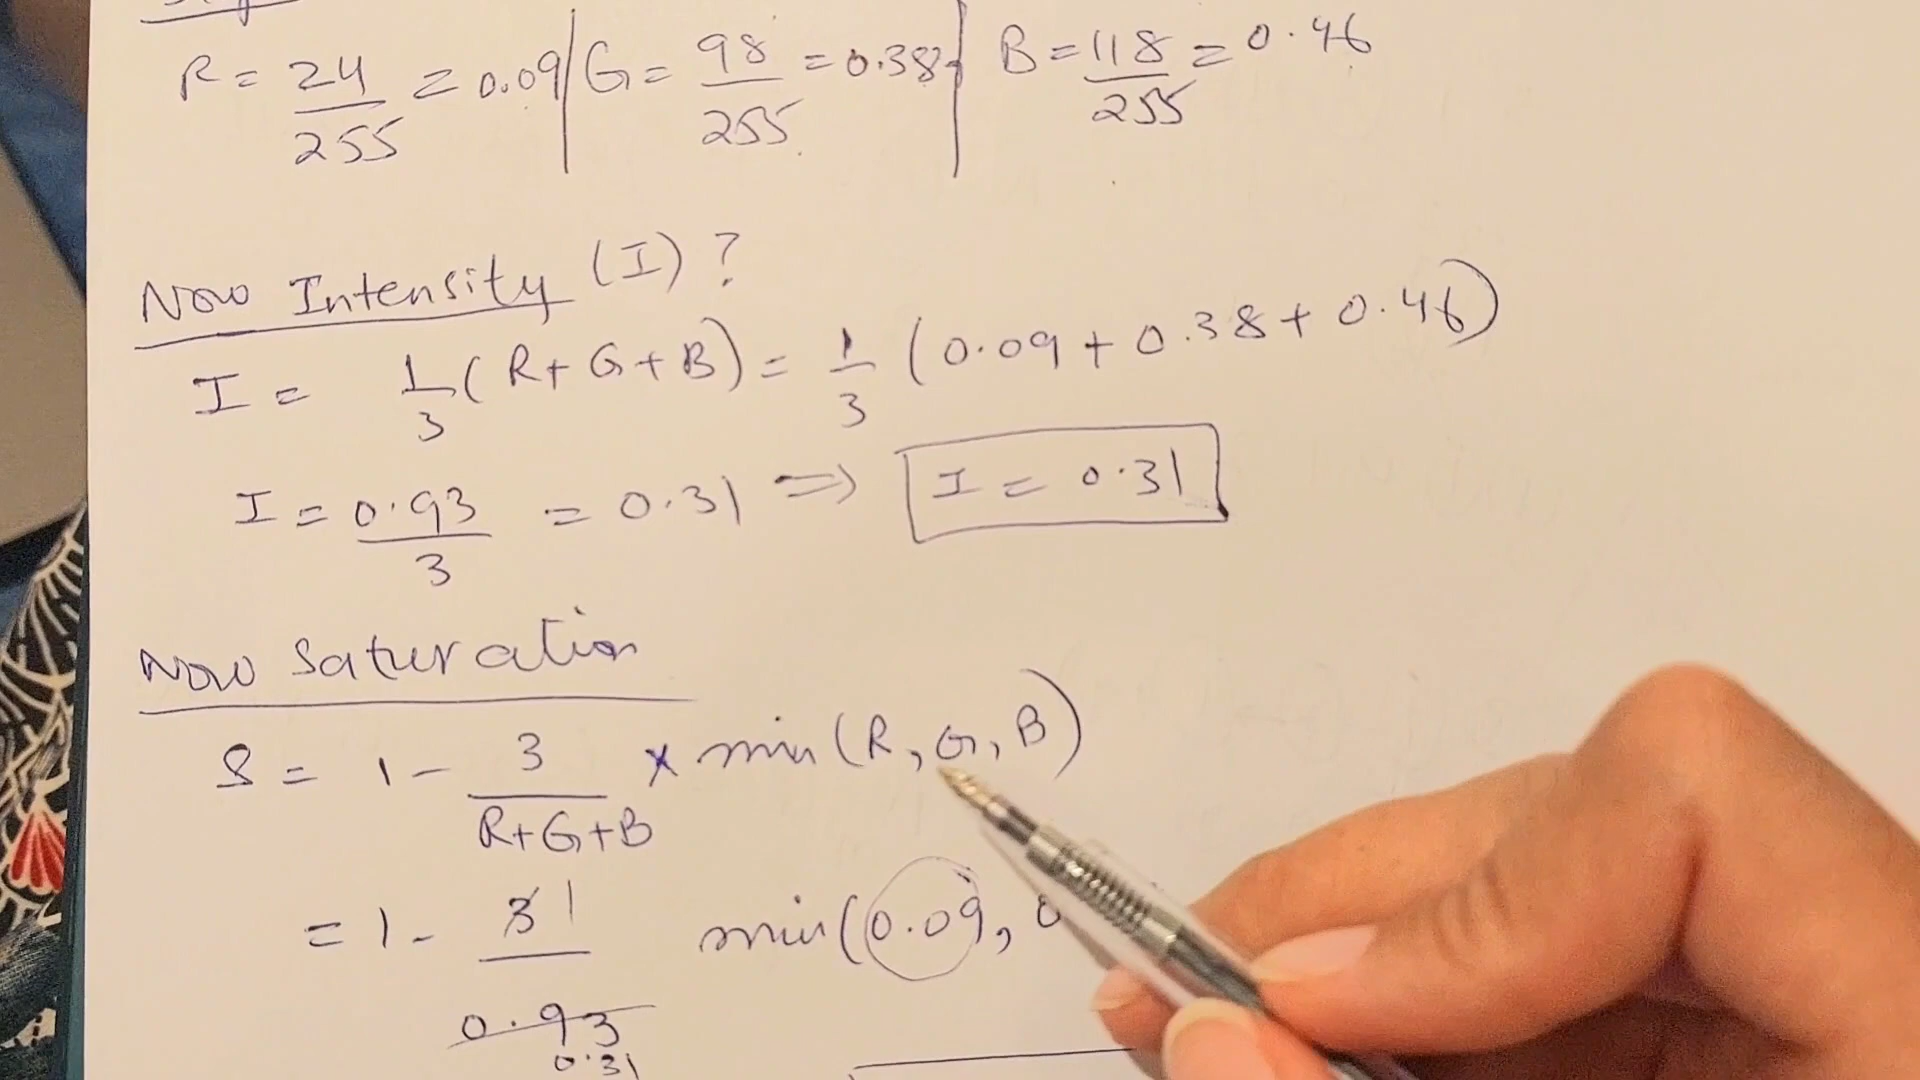 R = 24/255 = 0.09 | G = 98/255 = 0.38 | B = 118/255 = 0.46
Now Intensity (I) ?
I = 1/3 (R+G+B) = 1/3 (0.09 + 0.38 + 0.46)
I = 0.93/3 = 0.31 ⇒ I = 0.31
Now Saturation
S = 1 - 3/(R+G+B) × min(R, G, B)
= 1 - 3 1 min(0.09, 0
0.93
0.31